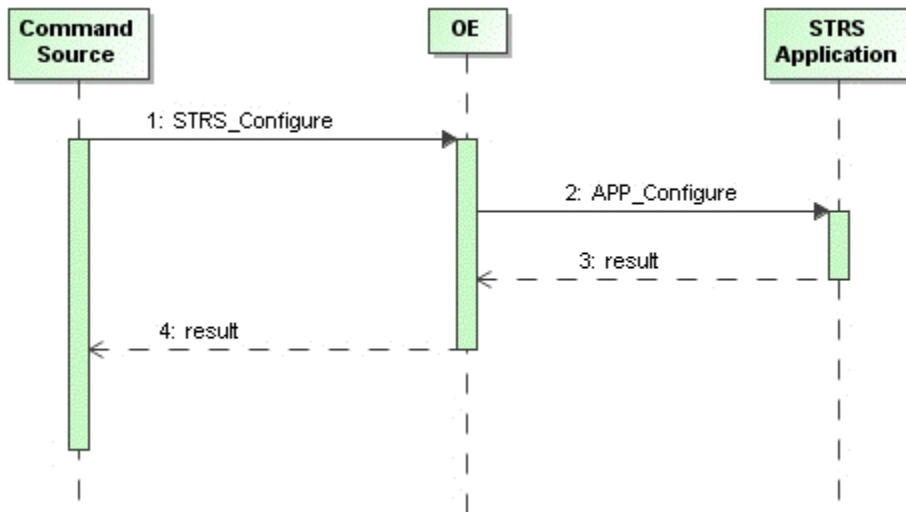 Command
Source
OE
STRS
Application
1: STRS_Configure
2: APP_Configure
3: result
4: result